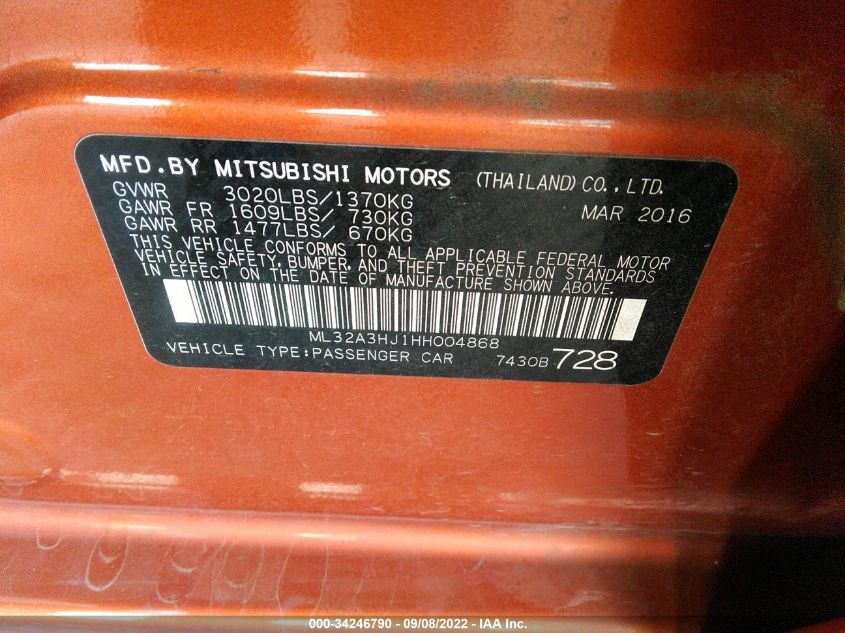 MFD.BY MITSUBISHI MOTORS (THAILAND) CO., LTD.
GVWR 3020LBS/1370KG MAR 2016
GAWR FR 1609LBS/ 730KG
GAWR RR 1477LBS/ 670KG
THIS VEHICLE CONFORMS TO ALL APPLICABLE FEDERAL MOTOR
VEHICLE SAFETY, BUMPER, AND THEFT PREVENTION STANDARDS
IN EFFECT ON THE DATE OF MANUFACTURE SHOWN ABOVE.
ML32A3HJ1HH004868
VEHICLE TYPE:PASSENGER CAR 7430B 728
000-34246790 - 09/08/2022 - IAA Inc.